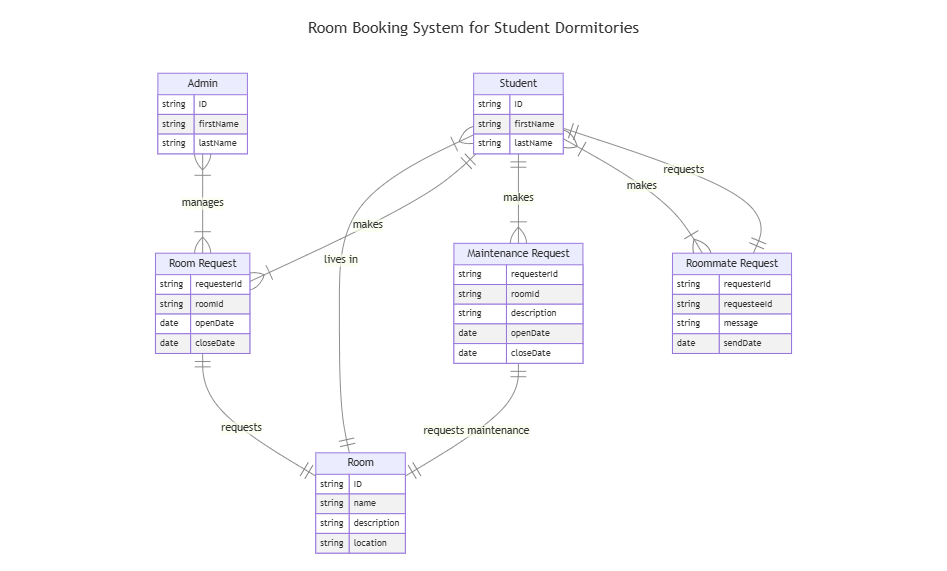 Room Booking System for Student Dormitories
Admin
string ID
string firstName
string lastName
Student
string ID
string firstName
string lastName
manages
makes
lives in
makes
makes
requests
Room Request
string requesterId
string roomId
date openDate
date closeDate
Maintenance Request
string requesterId
string roomId
string description
date openDate
date closeDate
Roommate Request
string requesterId
string requesteeId
string message
date sendDate
requests
requests maintenance
Room
string ID
string name
string description
string location